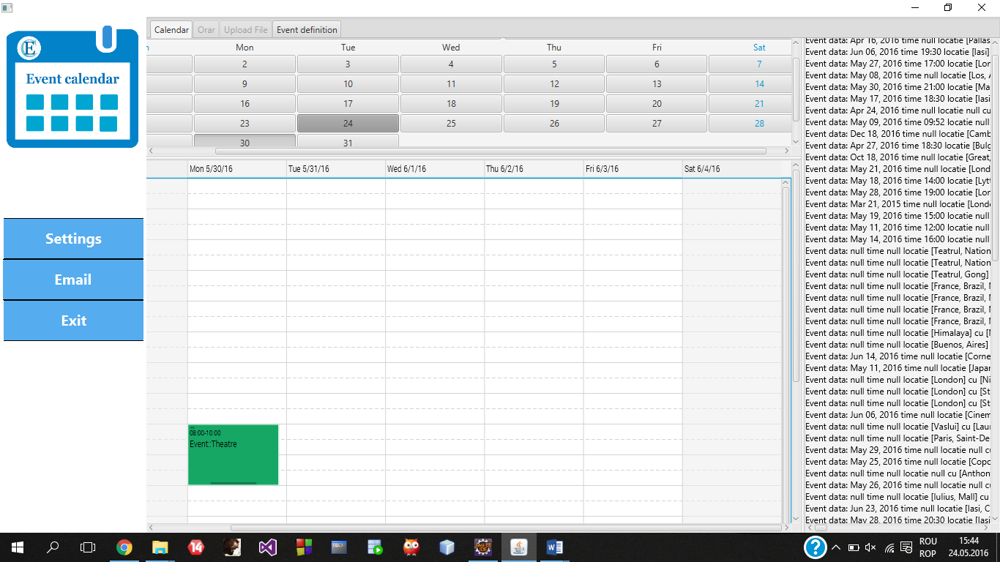 Calendar Orar Upload File Event definition
E
Event calendar
Settings
Email
Exit
Mon Tue Wed Thu Fri Sat
2 3 4 5 6 7
9 10 11 12 13 14
16 17 18 19 20 21
23 24 25 26 27 28
30 31
Mon 5/30/16 Tue 5/31/16 Wed 6/1/16 Thu 6/2/16 Fri 6/3/16 Sat 6/4/16
08:00-10:00
Event::Theatre
Event data: Apr 16, 2016 time null locatie [Pallas
Event data: Jun 06, 2016 time 19:30 locatie [Iasi]
Event data: May 27, 2016 time 17:00 locatie [Lon
Event data: May 08, 2016 time null locatie [Los, A
Event data: May 30, 2016 time 21:00 locatie [Ma
Event data: May 17, 2016 time 18:30 locatie [Iasi
Event data: Apr 24, 2016 time null locatie null cu
Event data: May 09, 2016 time 09:52 locatie null
Event data: Dec 18, 2016 time null locatie [Camb
Event data: Apr 27, 2016 time 18:30 locatie [Bulg
Event data: Oct 18, 2016 time null locatie [Great,
Event data: May 21, 2016 time null locatie [Lond
Event data: May 18, 2016 time 14:00 locatie [Lytt
Event data: May 28, 2016 time 19:00 locatie [Lon
Event data: Mar 21, 2015 time null locatie [Londo
Event data: May 19, 2016 time 15:00 locatie null
Event data: May 11, 2016 time 12:00 locatie null
Event data: May 14, 2016 time 16:00 locatie null
Event data: null time null locatie [Teatrul, Nation
Event data: null time null locatie [Teatrul, Nation
Event data: null time null locatie [Teatrul, Gong]
Event data: null time null locatie [France, Brazil, N
Event data: null time null locatie [France, Brazil, N
Event data: null time null locatie [France, Brazil, N
Event data: null time null locatie [France, Brazil, N
Event data: null time null locatie [Himalaya] cu [N
Event data: null time null locatie [Buenos, Aires]
Event data: Jun 14, 2016 time null locatie [Corne
Event data: May 11, 2016 time null locatie [Japan
Event data: null time null locatie [London] cu [Ni
Event data: null time null locatie [London] cu [St
Event data: null time null locatie [London] cu [St
Event data: Jun 06, 2016 time null locatie [Cinem
Event data: null time null locatie [Vaslui] cu [Lau
Event data: null time null locatie [Paris, Saint-De
Event data: May 29, 2016 time null locatie null cu
Event data: May 25, 2016 time null locatie [Copo
Event data: null time null locatie null cu [Anthon
Event data: May 26, 2016 time null locatie null cu
Event data: null time null locatie [Iulius, Mall] cu
Event data: Jun 23, 2016 time null locatie [Iasi, C
Event data: May 28, 2016 time 20:30 locatie [Iasi
14
SQL
?
ROU
ROP
15:44
24.05.2016